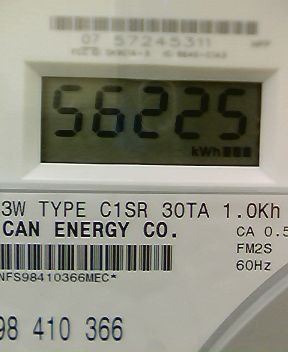 07 57245311
56225
kWh
3W TYPE C1SR 30TA 1.0Kh
CAN ENERGY CO.
CA 0.5
FM2S
60Hz
NFS98410366MEC*
98 410 366